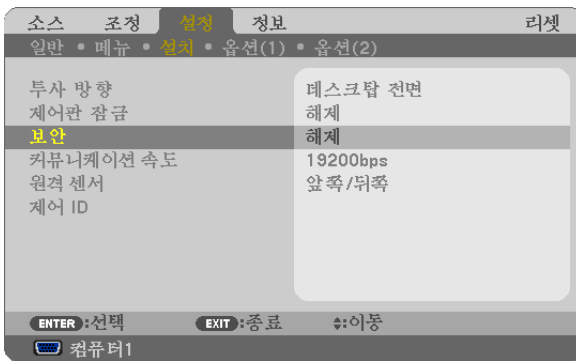 소스 조정 설정 정보 리셋
일반 • 메뉴 • 설치 • 옵션(1) • 옵션(2)
투사 방향 데스크탑 전면
제어판 잠금 해제
보안 해제
커뮤니케이션 속도 19200bps
원격 센서 앞쪽/뒤쪽
제어 ID
ENTER :선택 EXIT :종료 :이동
컴퓨터1